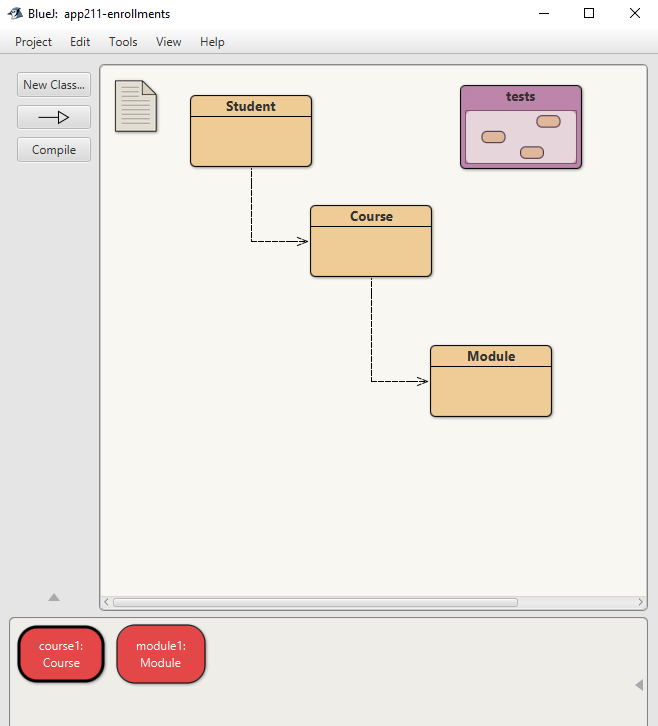 BlueJ: app211-enrollments
Project Edit Tools View Help
New Class...
Compile
Student
tests
Course
Module
course1:
Course
module1:
Module